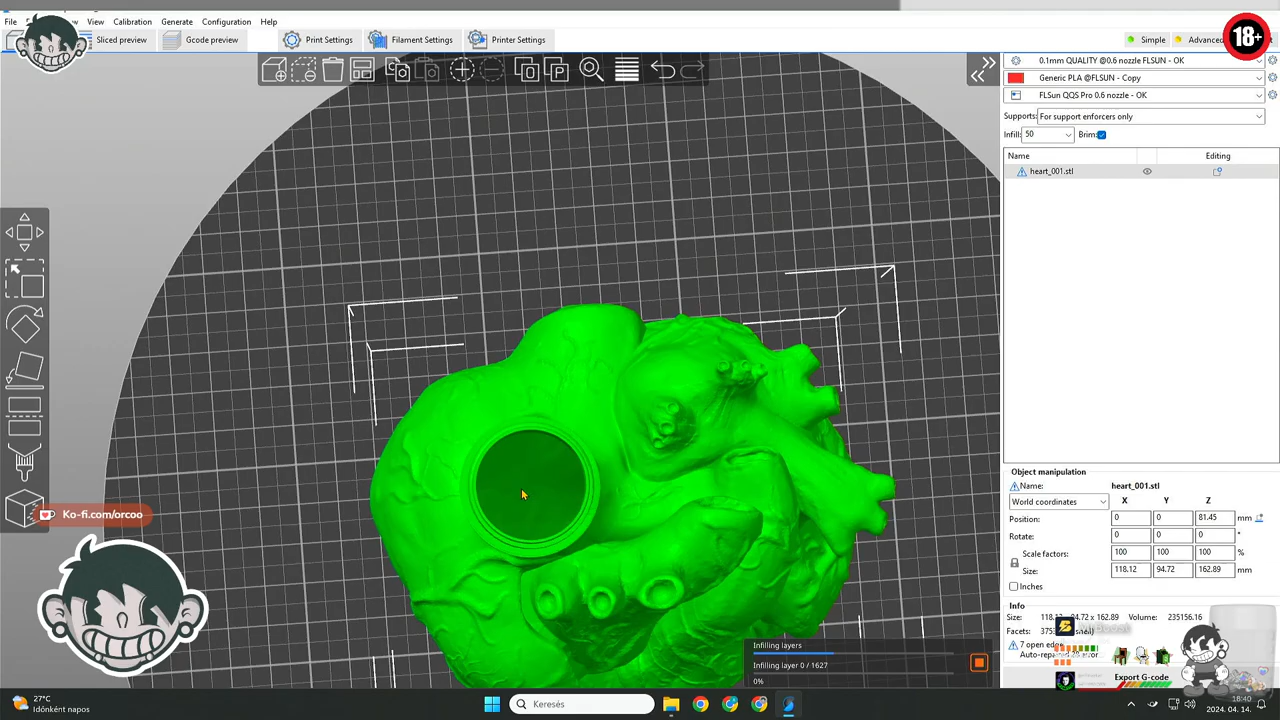 File
View
Calibration
Generate
Configuration
Help
Sliced preview
Gcode preview
Print Settings
Filament Settings
Printer Settings
Simple
Advanced
18+
0.1mm QUALITY @0.6 nozzle FLSUN - OK
Generic PLA @FLSUN - Copy
FLSun QQS Pro 0.6 nozzle - OK
Supports: For support enforcers only
Infill: 50
Brim:
Name
Editing
heart_001.stl
Ko-fi.com/orcoo
Object manipulation
Name: heart_001.stl
World coordinates X Y Z
Position: 0 0 81.45 mm
Rotate: 0 0 0 °
Scale factors: 100 100 100 %
Size: 118.12 94.72 162.89 mm
Inches
Info
Volume: 235156.16
Facets:
7 open
Infilling layers
Infilling layer 0 / 1627
0%
Export G-code
27°C
Időnként napos
Keresés
18:40
2024. 04. 14.